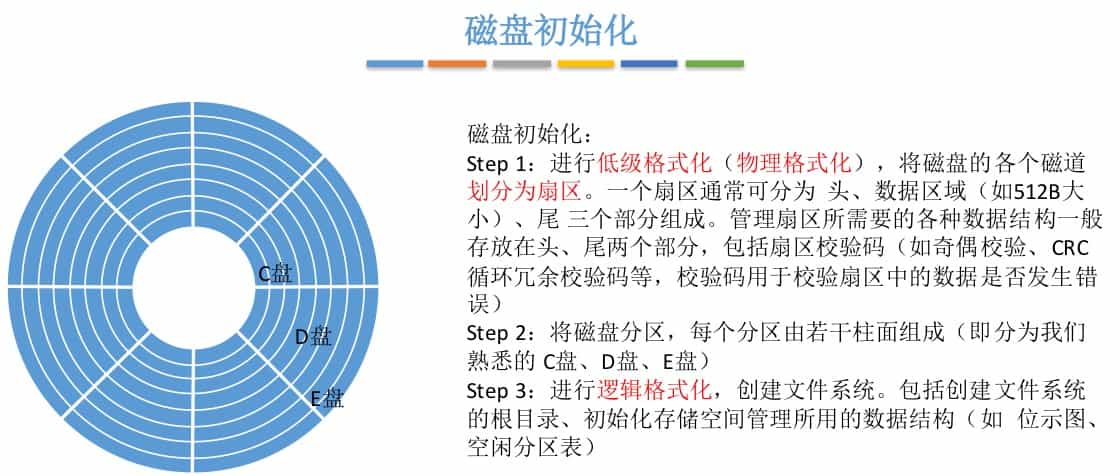 磁盘初始化
C盘
D盘
E盘
磁盘初始化：
Step 1：进行低级格式化（物理格式化），将磁盘的各个磁道
划分为扇区。一个扇区通常可分为 头、数据区域（如512B大
小）、尾 三个部分组成。管理扇区所需要的各种数据结构一般
存放在头、尾两个部分，包括扇区校验码（如奇偶校验、CRC
循环冗余校验码等，校验码用于校验扇区中的数据是否发生错
误）
Step 2：将磁盘分区，每个分区由若干柱面组成（即分为我们
熟悉的 C盘、D盘、E盘）
Step 3：进行逻辑格式化，创建文件系统。包括创建文件系统
的根目录、初始化存储空间管理所用的数据结构（如 位示图、
空闲分区表）